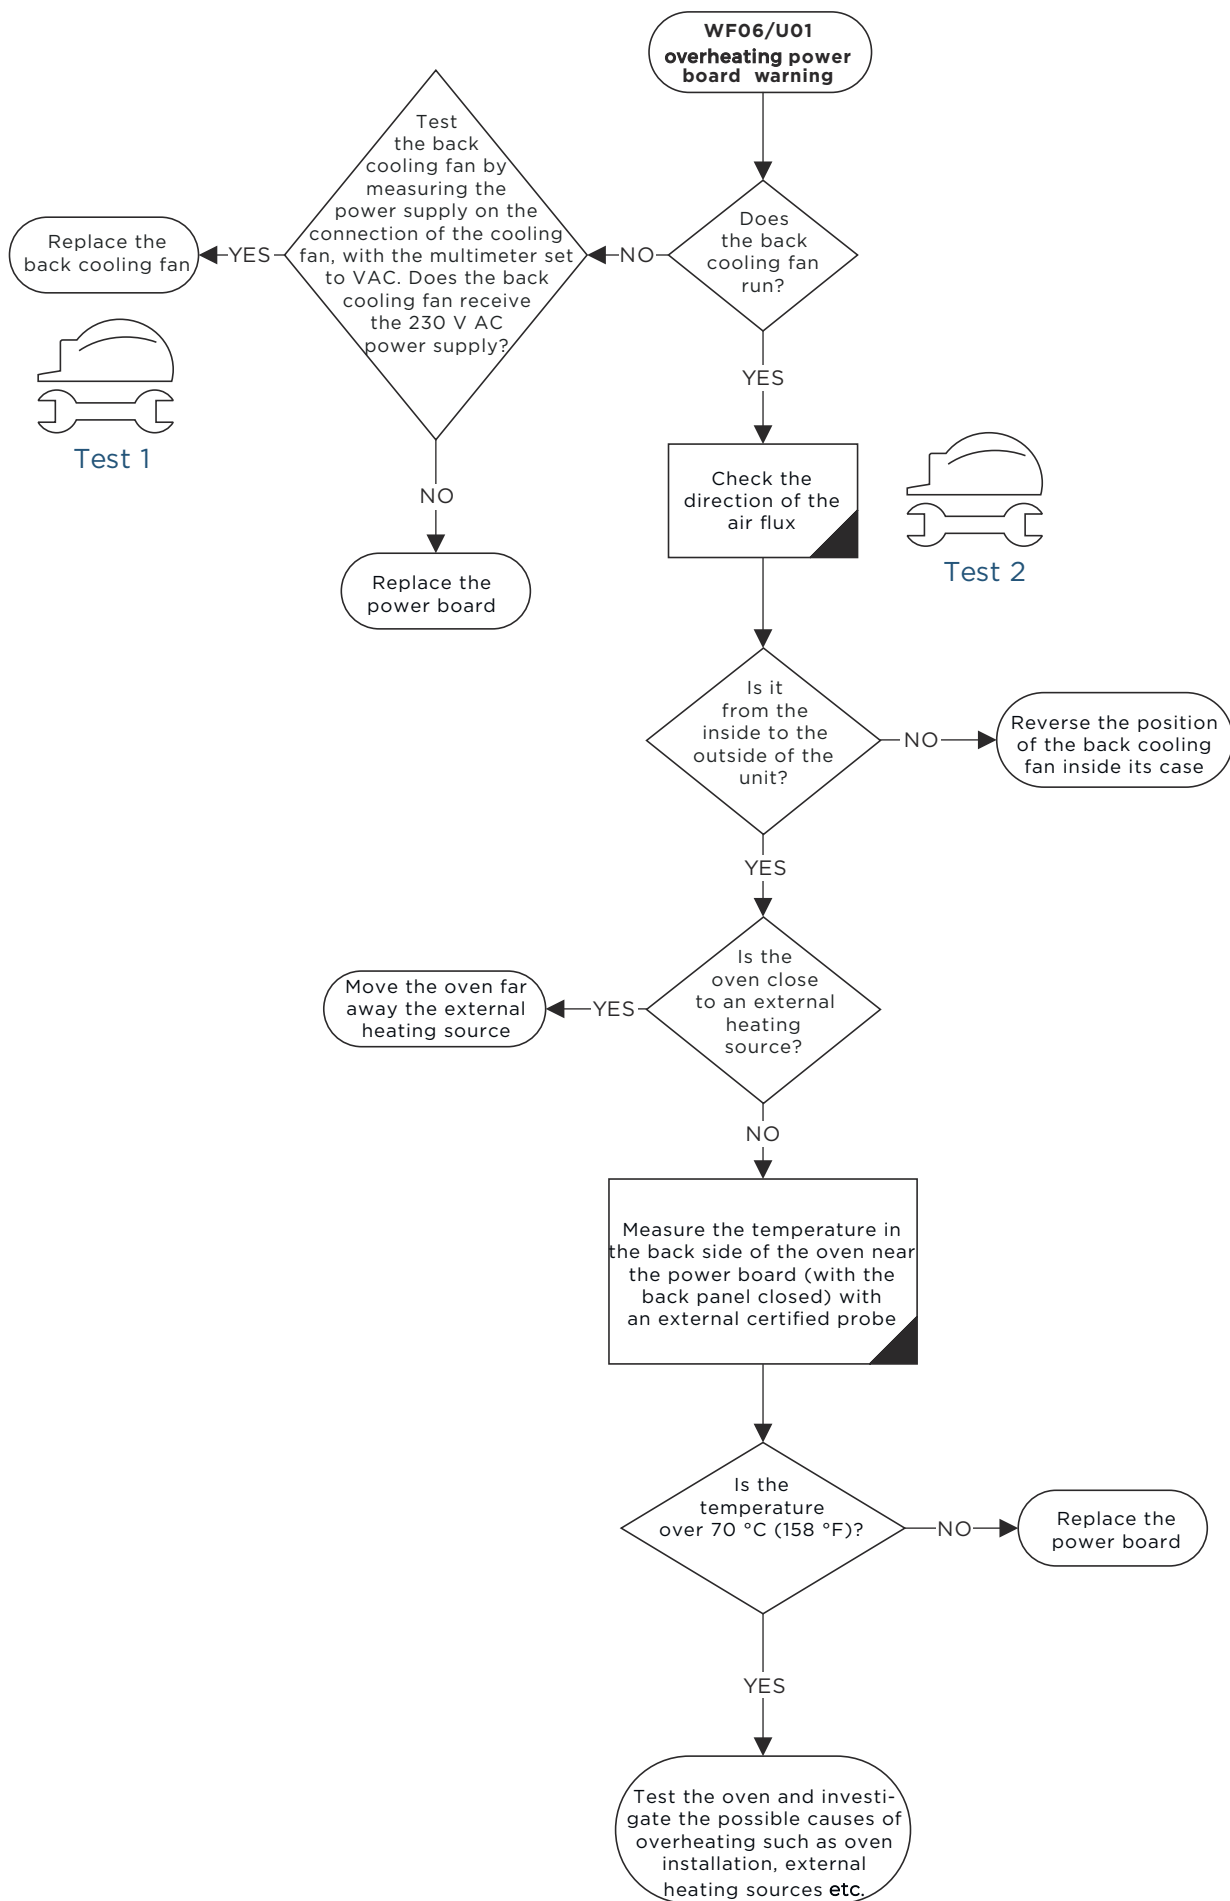 WF06/U01
overheating power
board warning
Does
the back
cooling fan
run?
NO
Test
the back
cooling fan by
measuring the
power supply on the
connection of the cooling
fan, with the multimeter set
to VAC. Does the back
cooling fan receive
the 230 V AC
power supply?
YES
Replace the
back cooling fan
Test 1
NO
Replace the
power board
YES
Check the
direction of the
air flux
Test 2
Is it
from the
inside to the
outside of the
unit?
NO
Reverse the position
of the back cooling
fan inside its case
YES
Is the
oven close
to an external
heating
source?
YES
Move the oven far
away the external
heating source
NO
Measure the temperature in
the back side of the oven near
the power board (with the
back panel closed) with
an external certified probe
Is the
temperature
over 70 °C (158 °F)?
NO
Replace the
power board
YES
Test the oven and investi-
gate the possible causes of
overheating such as oven
installation, external
heating sources etc.